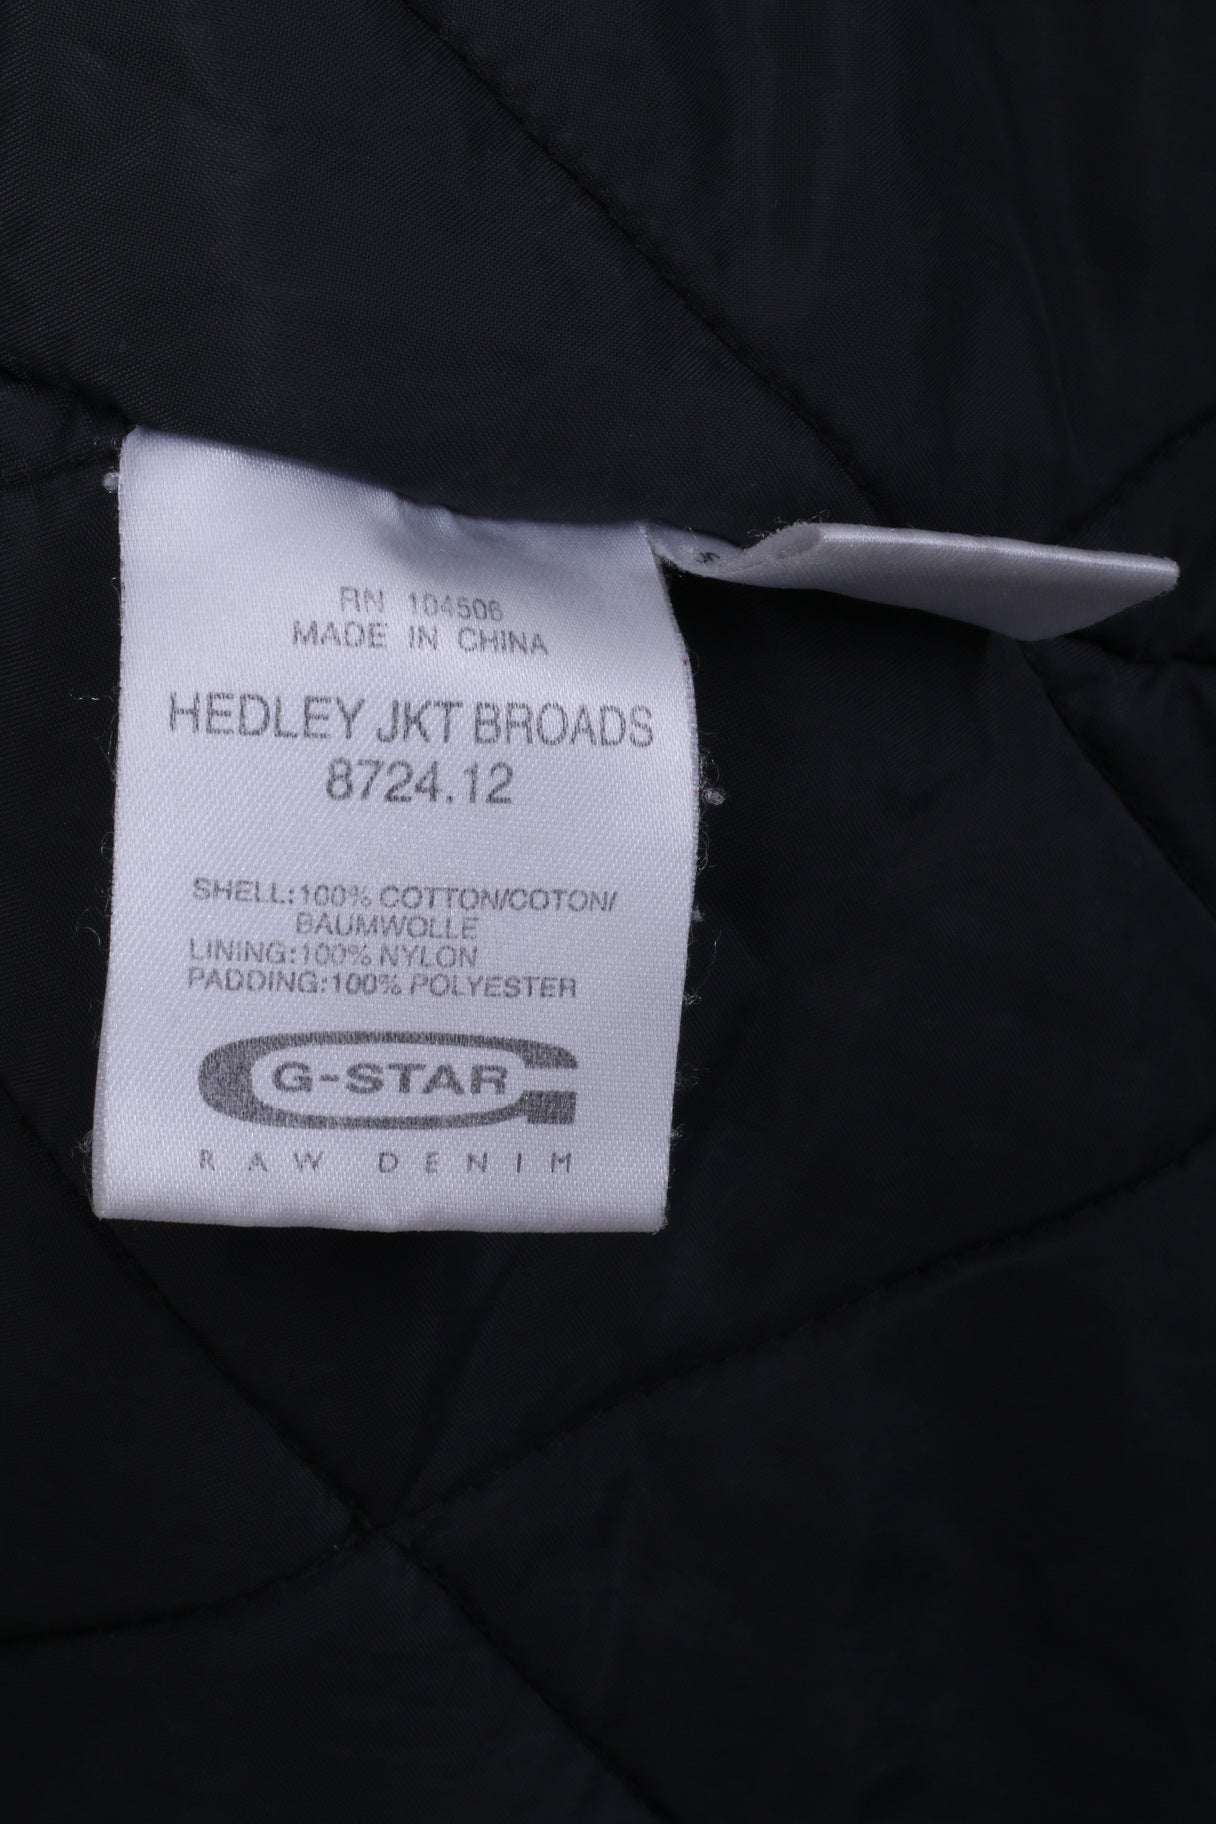 RN 104506
MADE IN CHINA
HEDLEY JKT BROADS
8724.12
SHELL:100% COTTON/COTON/
BAUMWOLLE
LINING:100% NYLON
PADDING:100% POLYESTER
G-STAR
RAW DENIM